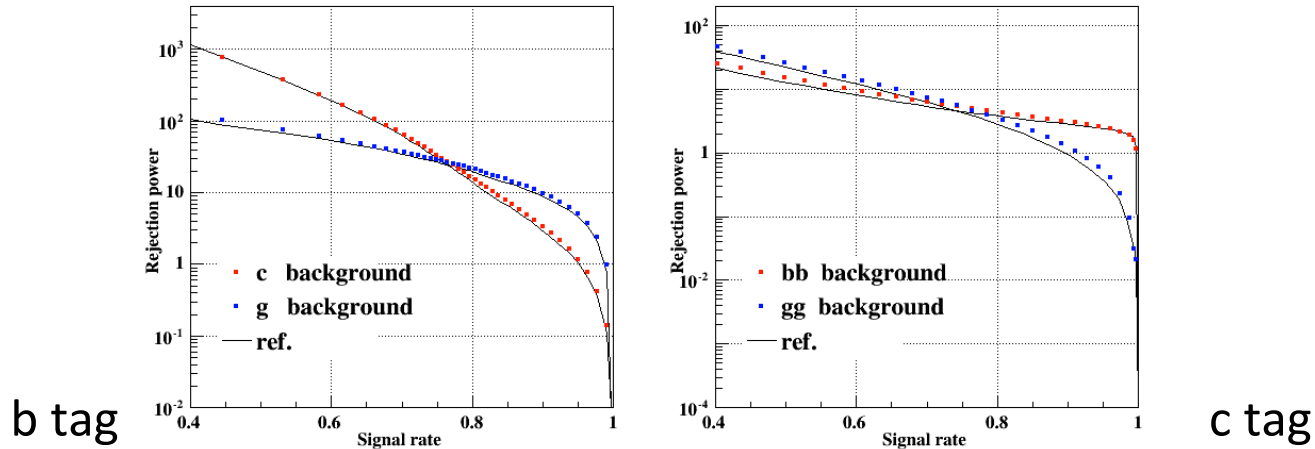 Rejection power
10³
10²
10
1
10⁻¹
10⁻²
c background
g background
ref.
0.4 0.6 0.8 1
Signal rate
b tag
Rejection power
10²
1
10⁻²
10⁻⁴
bb background
gg background
ref.
0.4 0.6 0.8 1
Signal rate
c tag